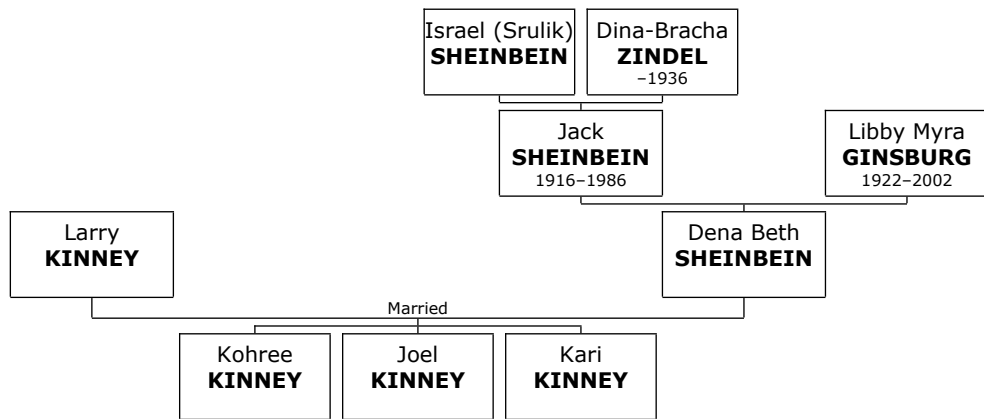 Israel (Srulik)
SHEINBEIN
Dina-Bracha
ZINDEL
–1936
Jack
SHEINBEIN
1916–1986
Libby Myra
GINSBURG
1922–2002
Larry
KINNEY
Dena Beth
SHEINBEIN
Married
Kohree
KINNEY
Joel
KINNEY
Kari
KINNEY